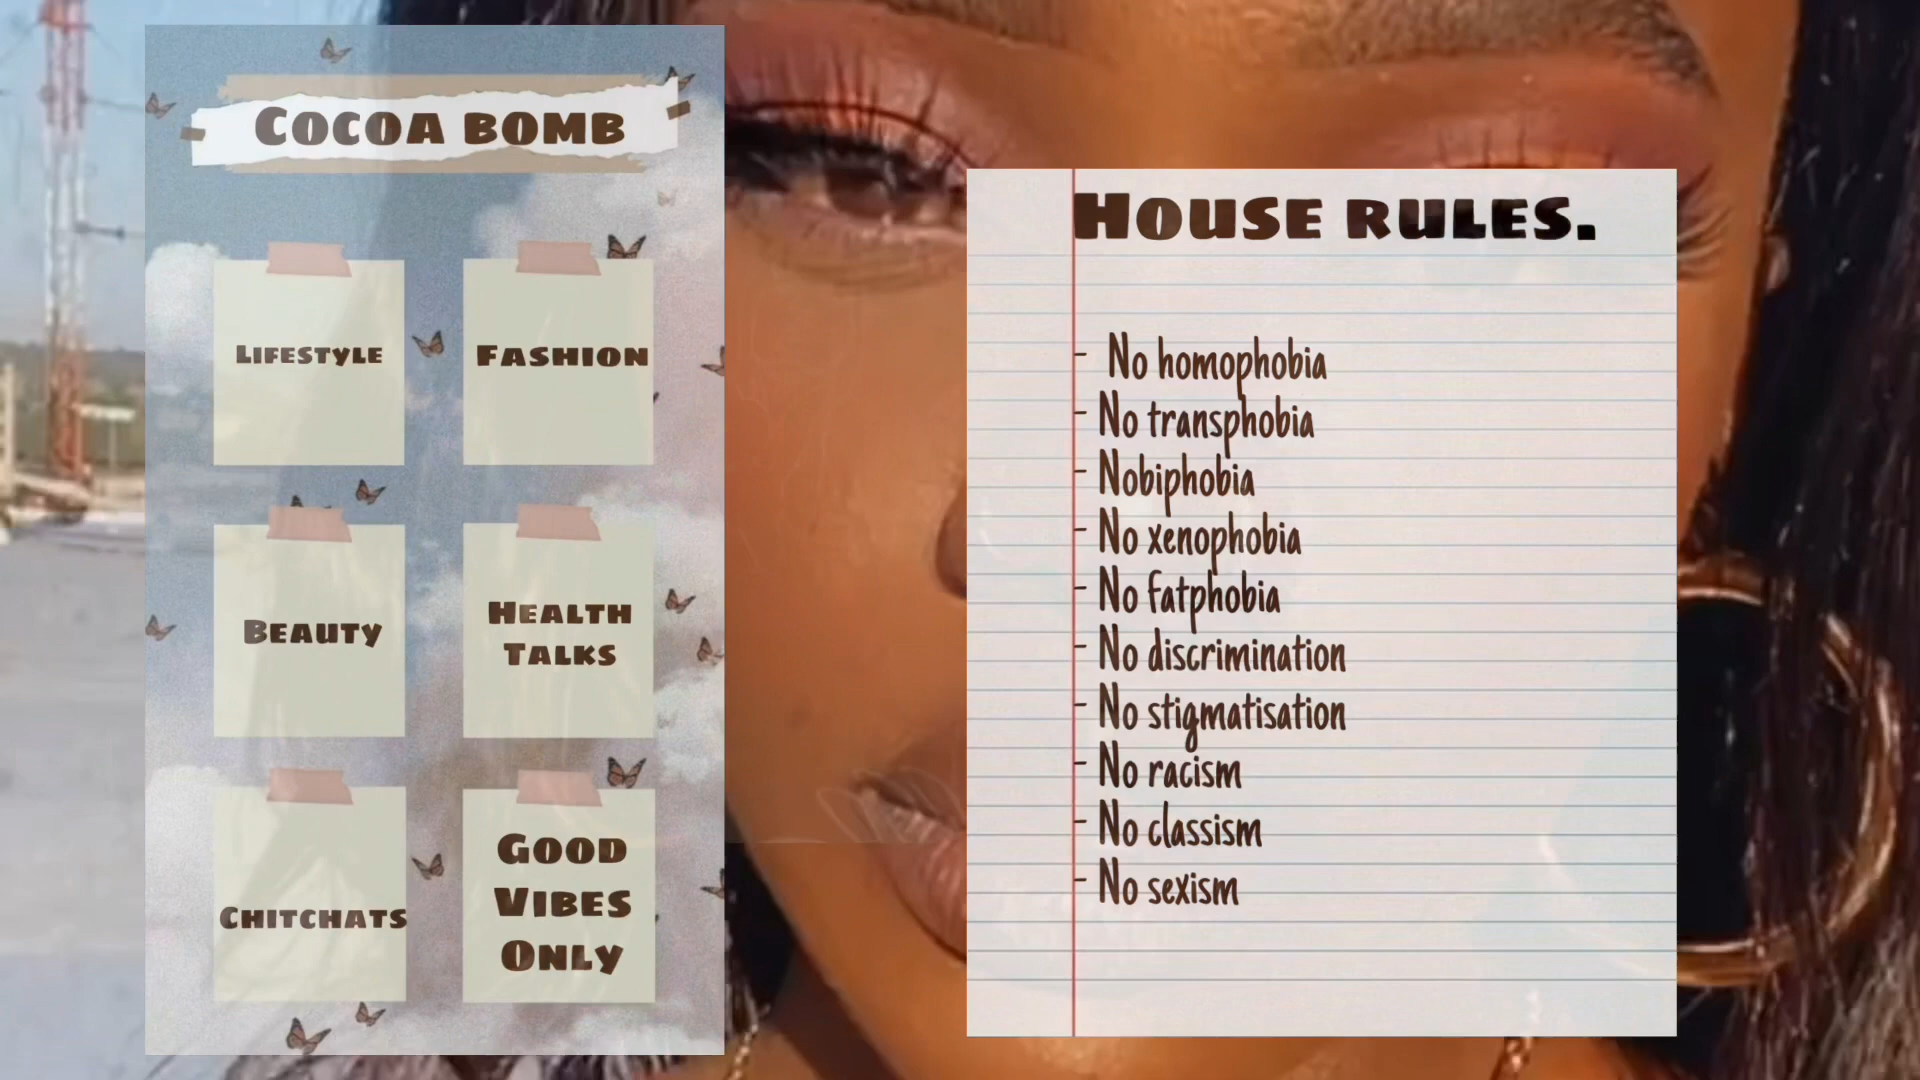 COCOA BOMB
LIFESTYLE
FASHION
BEAUTY
HEALTH
TALKS
CHITCHATS
GOOD
VIBES
ONLY
HOUSE RULES.
- No homophobia
- No transphobia
- Nobiphobia
- No xenophobia
- No fatphobia
- No discrimination
- No stigmatisation
- No racism
- No classism
- No sexism